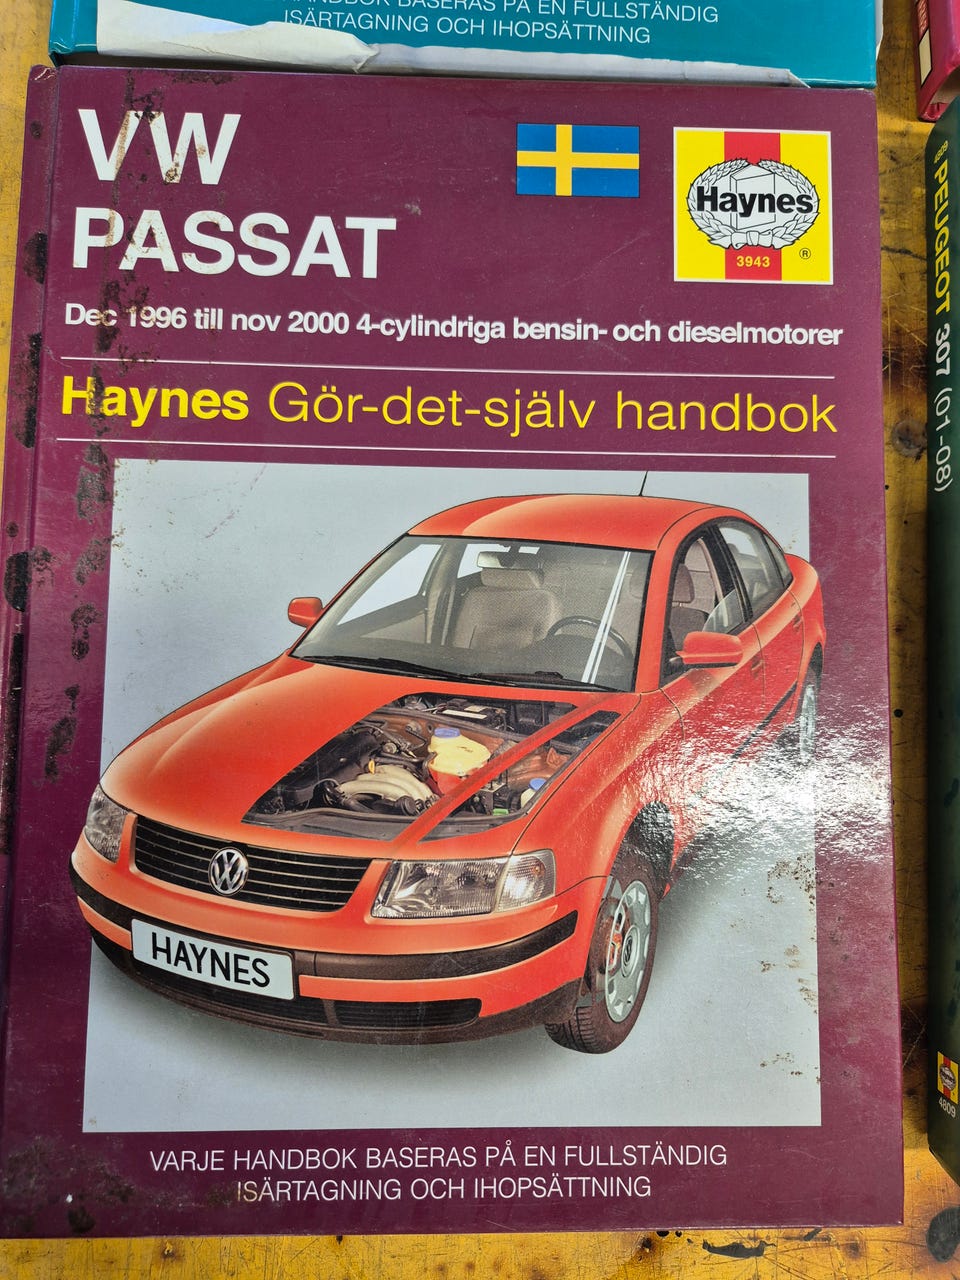 HANDBOK BASERAS PÅ EN FULLSTÄNDIG
ISÄRTAGNING OCH IHOPSÄTTNING
VW
PASSAT
Haynes
®
3943
Dec 1996 till nov 2000 4-cylindriga bensin- och dieselmotorer
Haynes Gör-det-själv handbok
HAYNES
VARJE HANDBOK BASERAS PÅ EN FULLSTÄNDIG
ISÄRTAGNING OCH IHOPSÄTTNING
4809
PEUGEOT 307 (01-08)
4809